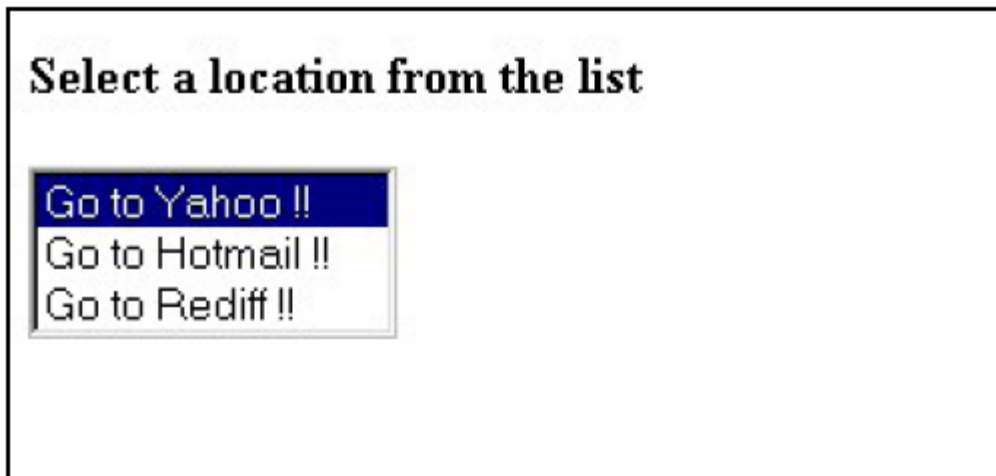 Select a location from the list
Go to Yahoo !!
Go to Hotmail !!
Go to Rediff !!